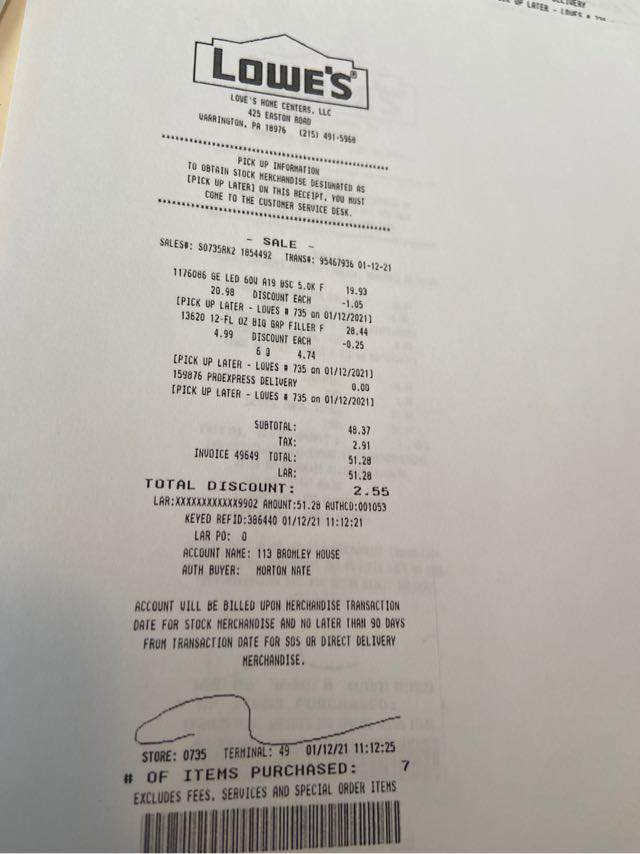 DELIVERY
UP LATER - LOWES #
LOWE'S®
LOWE'S HOME CENTERS, LLC
425 EASTON ROAD
WARRINGTON, PA 18976 (215) 491-5960
PICK UP INFORMATION
TO OBTAIN STOCK MERCHANDISE DESIGNATED AS
[PICK UP LATER] ON THIS RECEIPT, YOU MUST
COME TO THE CUSTOMER SERVICE DESK.
- SALE -
SALES#: S0735RK2 1854492 TRANS#: 95467936 01-12-21
1176086 GE LED 60W A19 BSC 5.0K F 19.93
20.98 DISCOUNT EACH -1.05
[PICK UP LATER - LOWES # 735 on 01/12/2021]
13620 12-FL OZ BIG GAP FILLER F 28.44
4.99 DISCOUNT EACH -0.25
6 @ 4.74
[PICK UP LATER - LOWES # 735 on 01/12/2021]
159876 PROEXPRESS DELIVERY 0.00
[PICK UP LATER - LOWES # 735 on 01/12/2021]
SUBTOTAL: 48.37
TAX: 2.91
INVOICE 49649 TOTAL: 51.28
LAR: 51.28
TOTAL DISCOUNT: 2.55
LAR:XXXXXXXXXXXX9902 AMOUNT:51.28 AUTHCD:001053
KEYED REFID:386440 01/12/21 11:12:21
LAR PO: 0
ACCOUNT NAME: 113 BROMLEY HOUSE
AUTH BUYER: MORTON NATE
ACCOUNT WILL BE BILLED UPON MERCHANDISE TRANSACTION
DATE FOR STOCK MERCHANDISE AND NO LATER THAN 90 DAYS
FROM TRANSACTION DATE FOR SOS OR DIRECT DELIVERY
MERCHANDISE.
STORE: 0735 TERMINAL: 49 01/12/21 11:12:25
# OF ITEMS PURCHASED: 7
EXCLUDES FEES, SERVICES AND SPECIAL ORDER ITEMS